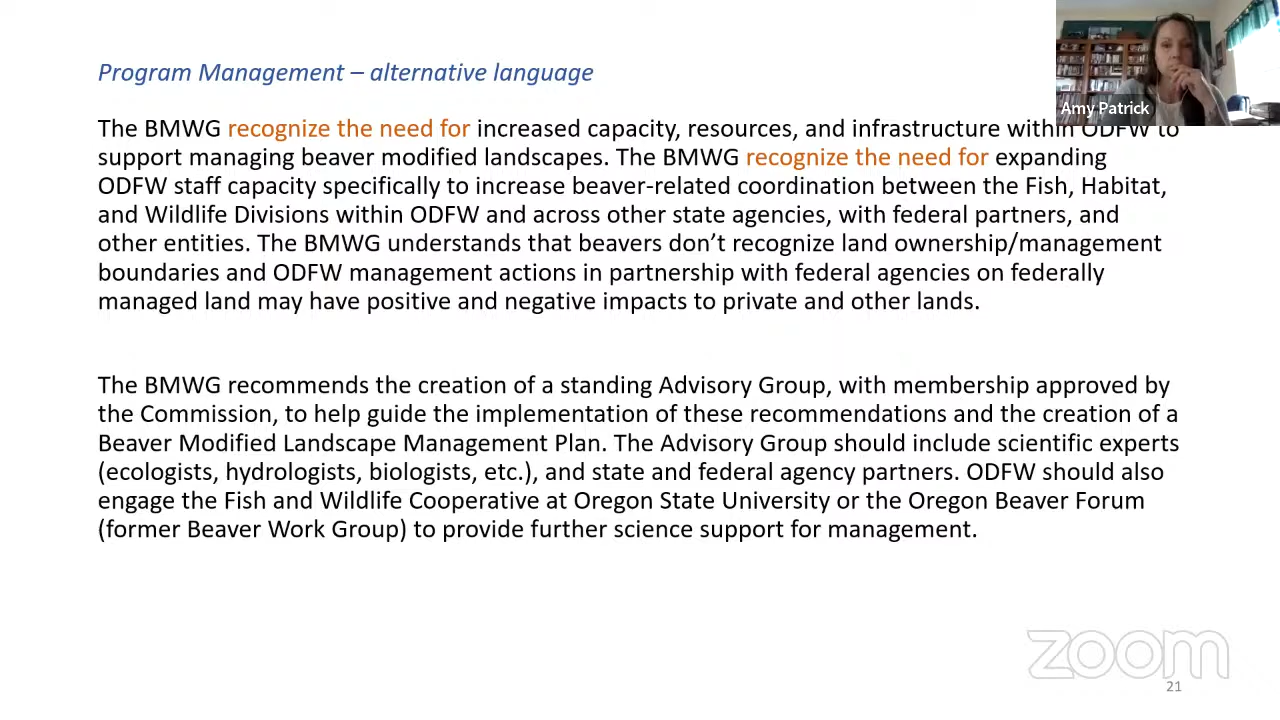 Program Management – alternative language
Amy Patrick
The BMWG recognize the need for increased capacity, resources, and infrastructure within ODFW to
support managing beaver modified landscapes. The BMWG recognize the need for expanding
ODFW staff capacity specifically to increase beaver-related coordination between the Fish, Habitat,
and Wildlife Divisions within ODFW and across other state agencies, with federal partners, and
other entities. The BMWG understands that beavers don’t recognize land ownership/management
boundaries and ODFW management actions in partnership with federal agencies on federally
managed land may have positive and negative impacts to private and other lands.
The BMWG recommends the creation of a standing Advisory Group, with membership approved by
the Commission, to help guide the implementation of these recommendations and the creation of a
Beaver Modified Landscape Management Plan. The Advisory Group should include scientific experts
(ecologists, hydrologists, biologists, etc.), and state and federal agency partners. ODFW should also
engage the Fish and Wildlife Cooperative at Oregon State University or the Oregon Beaver Forum
(former Beaver Work Group) to provide further science support for management.
zoom
21